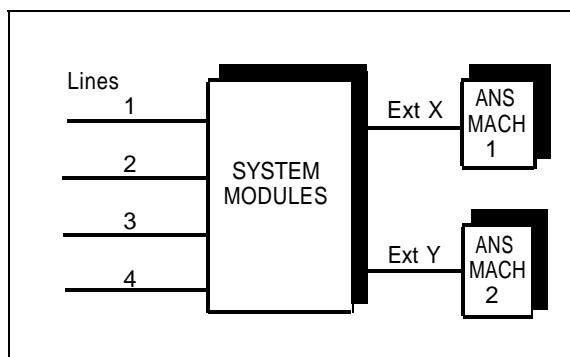 Lines
1
2
3
4
SYSTEM
MODULES
Ext X
ANS
MACH
1
Ext Y
ANS
MACH
2